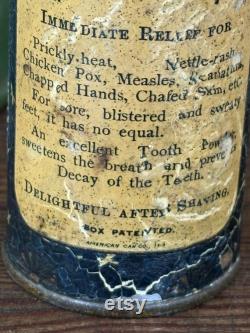 IMMEDIATE RELIEF FOR
Prickly heat, Nettle-rash,
Chicken Pox, Measles,
Chapped Hands, Chafed Skin, etc.
For sore, blistered and sweaty
feet, it has no equal.
An excellent Tooth Powder,
sweetens the breath and prevents
Decay of the Teeth.
DELIGHTFUL AFTER SHAVING.
BOX PATENTED.
AMERICAN CAN CO.
Etsy